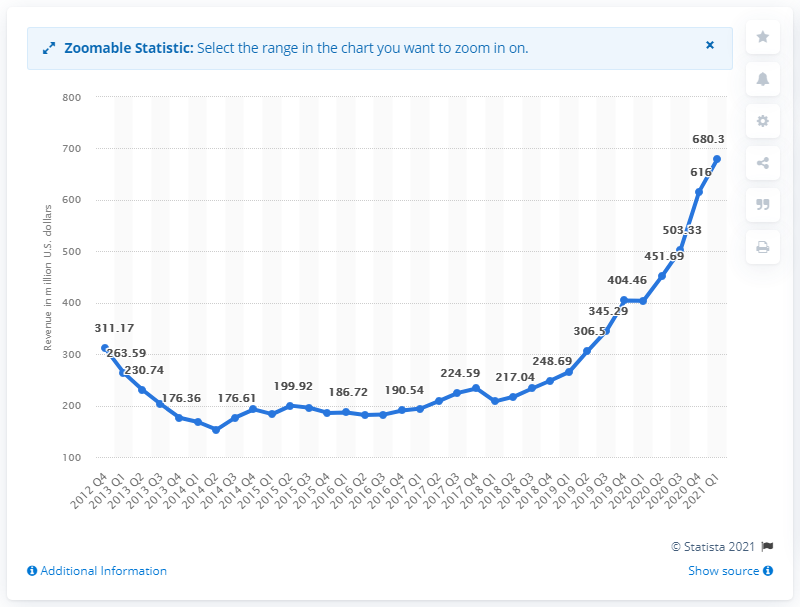 Zoomable Statistic: Select the range in the chart you want to zoom in on.
800
700
600
500
400
300
200
100
Revenue in million U.S. dollars
311.17
263.59
230.74
176.36
176.61
199.92
186.72
190.54
224.59
217.04
248.69
306.5
345.29
404.46
451.69
503.33
616
680.3
2012 Q4
2013 Q1
2013 Q2
2013 Q3
2013 Q4
2014 Q1
2014 Q2
2014 Q3
2014 Q4
2015 Q1
2015 Q2
2015 Q3
2015 Q4
2016 Q1
2016 Q2
2016 Q3
2016 Q4
2017 Q1
2017 Q2
2017 Q3
2017 Q4
2018 Q1
2018 Q2
2018 Q3
2018 Q4
2019 Q1
2019 Q2
2019 Q3
2019 Q4
2020 Q1
2020 Q2
2020 Q3
2020 Q4
2021 Q1
© Statista 2021
Additional Information
Show source